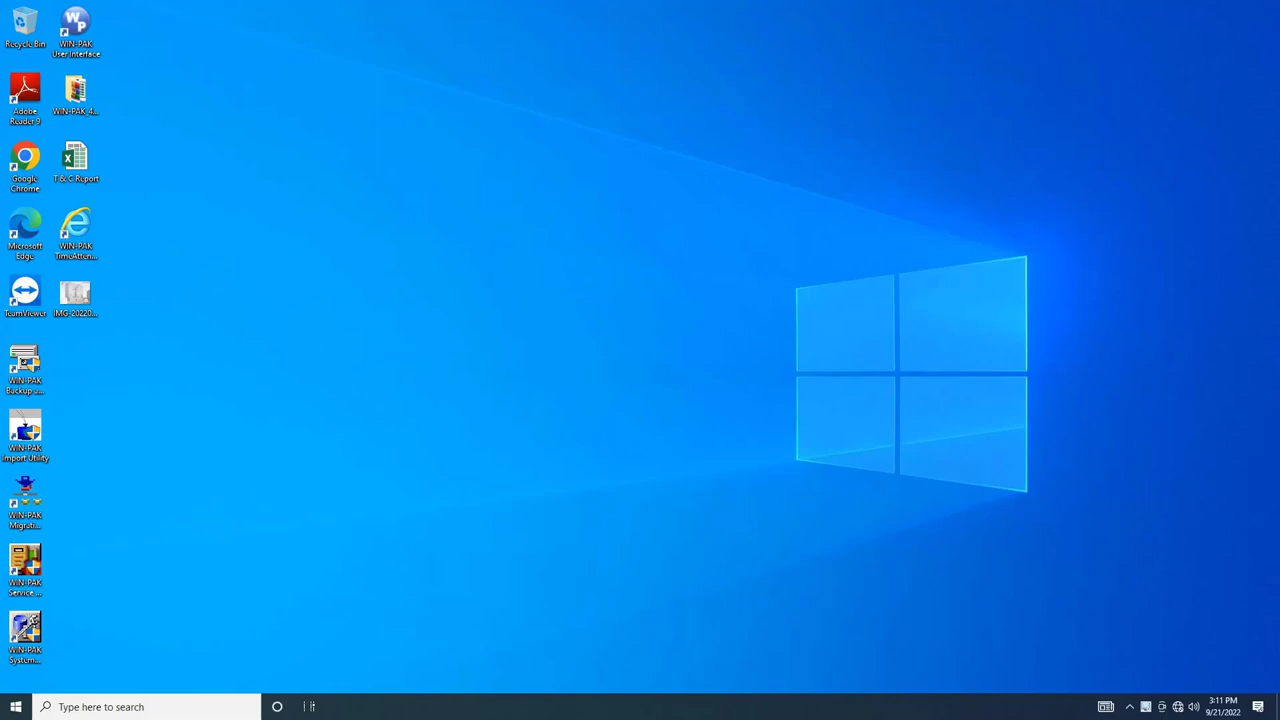 Recycle Bin
WIN-PAK
User Interface
Adobe
Reader 9
WIN-PAK_4...
Google
Chrome
T & C Report
Microsoft
Edge
WIN-PAK
TimeAtten...
TeamViewer
IMG-20220...
WIN-PAK
Backup a...
WIN-PAK
Import Utility
WIN-PAK
Migrati...
WIN-PAK
Service ...
WIN-PAK
System...
Type here to search
3:11 PM
9/21/2022